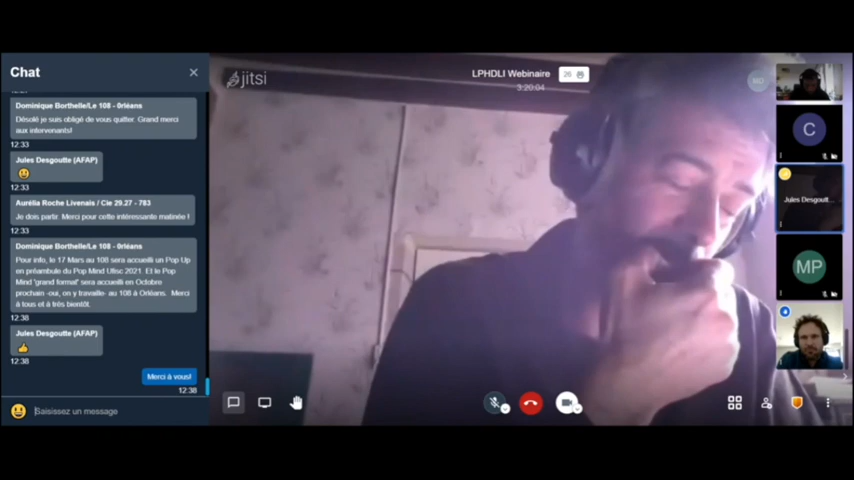 Chat
Dominique Borthelle/Le 108 - 0rléans
Désolé je suis obligé de vous quitter. Grand merci
aux intervenants!
12:33
Jules Desgoutte (AFAP)
12:33
Aurélia Roche Livenais / Cie 29.27 - 783
Je dois partir. Merci pour cette intéressante matinée !
12:33
Dominique Borthelle/Le 108 - 0rléans
Pour info, le 17 Mars au 108 sera accueilli un Pop Up
en préambule du Pop Mind Ufisc 2021. Et le Pop
Mind 'grand format' sera accueilli en Octobre
prochain -oui, on y travaille- au 108 à Orléans. Merci
à tous et à très bientôt.
12:38
Jules Desgoutte (AFAP)
12:38
Merci à vous!
12:38
Saisissez un message
jitsi
LPHDLI Webinaire
26
3:20:04
MD
C
Jules Desgoutt...
MP